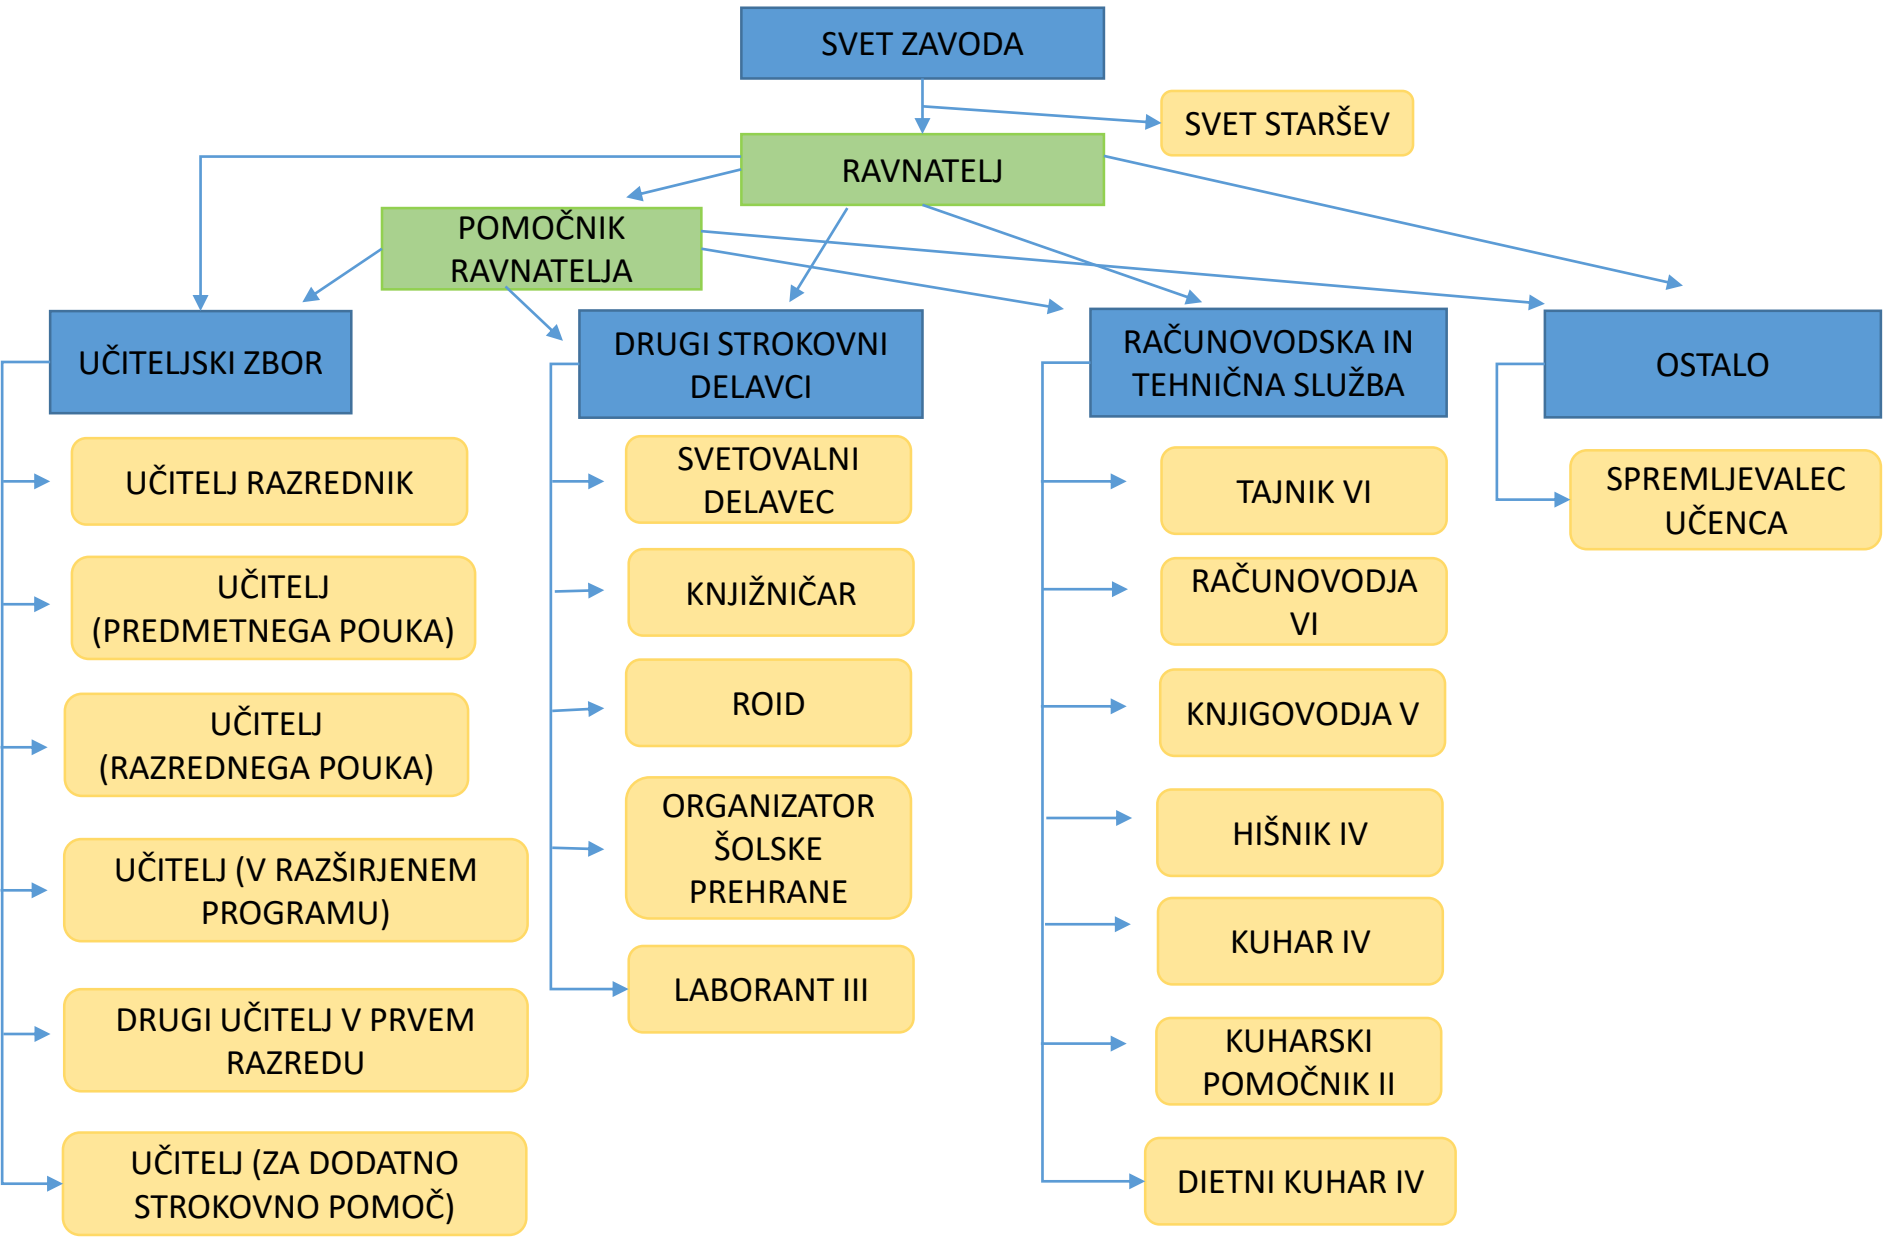 SVET ZAVODA
SVET STARŠEV
RAVNATELJ
POMOČNIK
RAVNATELJA
UČITELJSKI ZBOR
UČITELJ RAZREDNIK
UČITELJ
(PREDMETNEGA POUKA)
UČITELJ
(RAZREDNEGA POUKA)
UČITELJ (V RAZŠIRJENEM
PROGRAMU)
DRUGI UČITELJ V PRVEM
RAZREDU
UČITELJ (ZA DODATNO
STROKOVNO POMOČ)
DRUGI STROKOVNI
DELAVCI
SVETOVALNI
DELAVEC
KNJIŽNIČAR
ROID
ORGANIZATOR
ŠOLSKE
PREHRANE
LABORANT III
RAČUNOVODSKA IN
TEHNIČNA SLUŽBA
TAJNIK VI
RAČUNOVODJA
VI
KNJIGOVODJA V
HIŠNIK IV
KUHAR IV
KUHARSKI
POMOČNIK II
DIETNI KUHAR IV
OSTALO
SPREMLJEVALEC
UČENCA